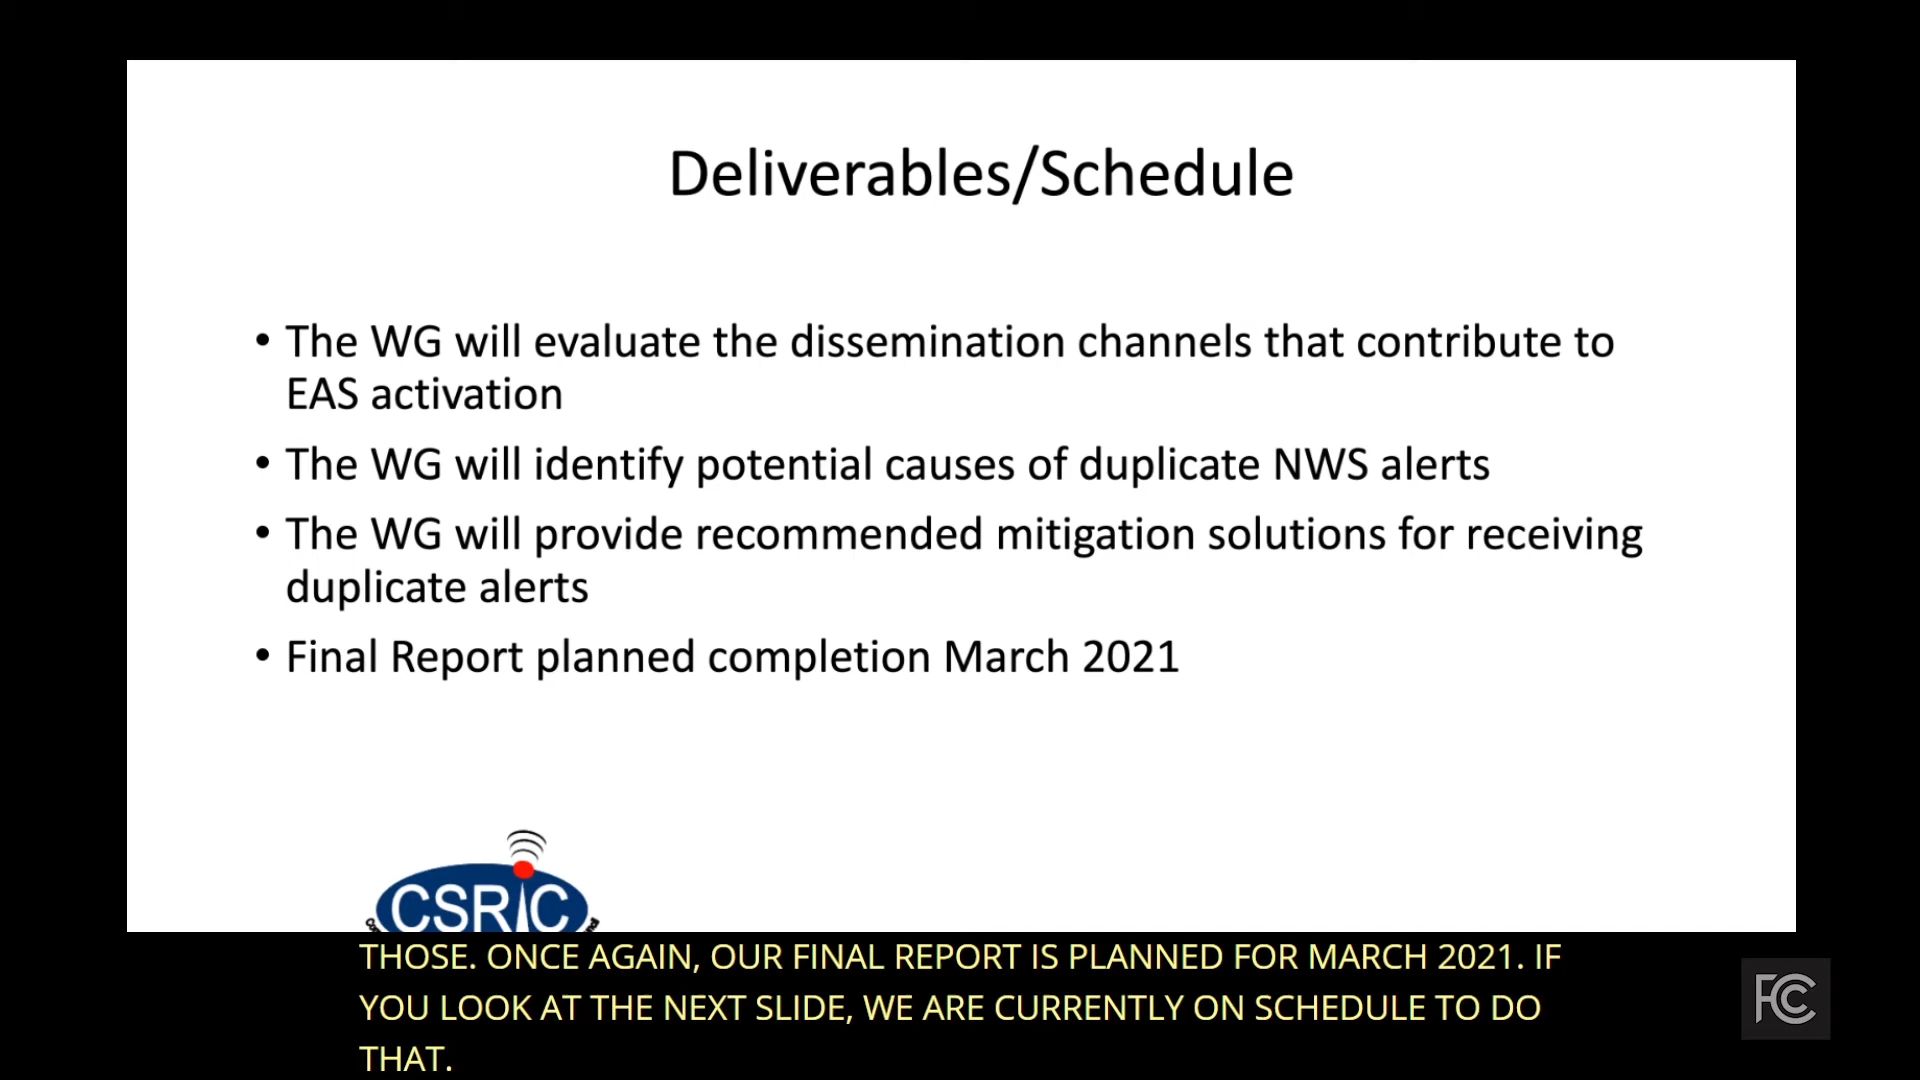 Deliverables/Schedule
• The WG will evaluate the dissemination channels that contribute to
EAS activation
• The WG will identify potential causes of duplicate NWS alerts
• The WG will provide recommended mitigation solutions for receiving
duplicate alerts
• Final Report planned completion March 2021
CSRIC
THOSE. ONCE AGAIN, OUR FINAL REPORT IS PLANNED FOR MARCH 2021. IF
YOU LOOK AT THE NEXT SLIDE, WE ARE CURRENTLY ON SCHEDULE TO DO
THAT.
FCC